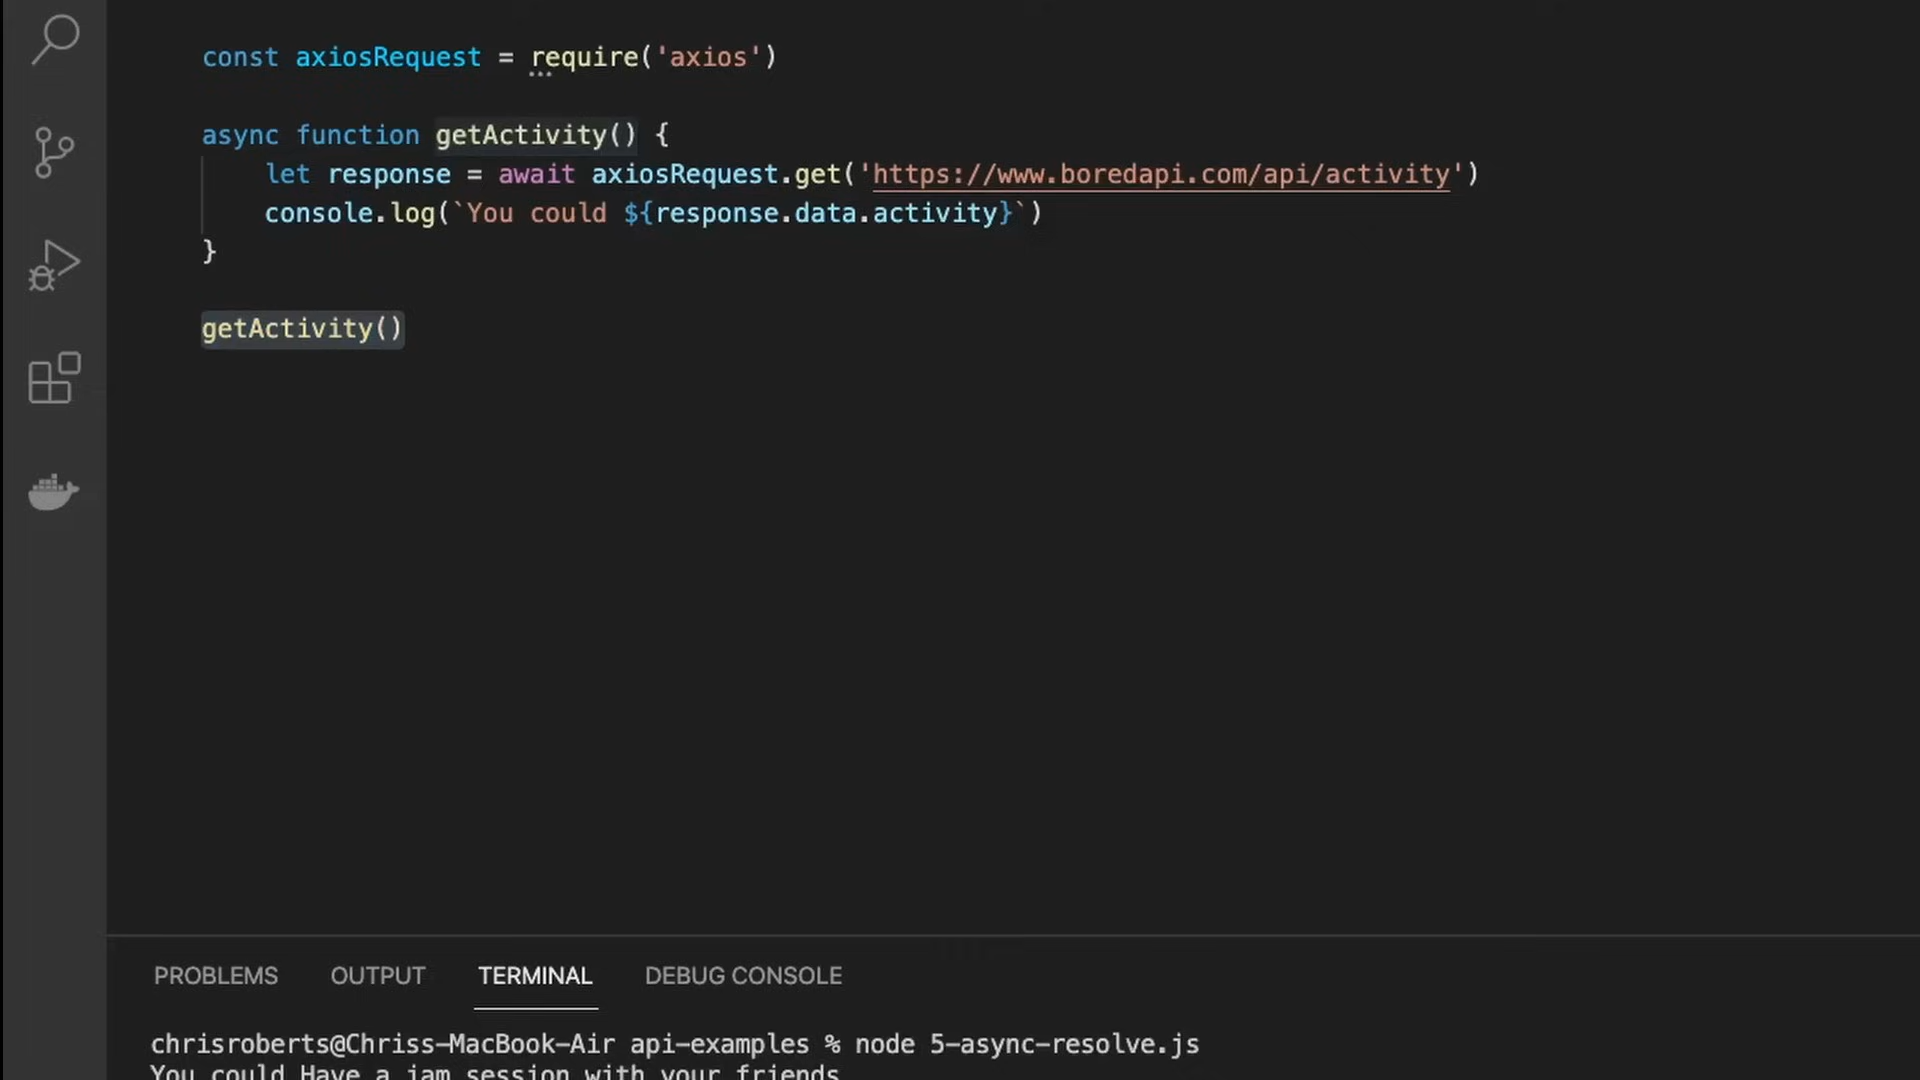 const axiosRequest = require('axios')
async function getActivity() {
let response = await axiosRequest.get('https://www.boredapi.com/api/activity')
console.log(`You could ${response.data.activity}`)
}
getActivity()
PROBLEMS OUTPUT TERMINAL DEBUG CONSOLE
chrisroberts@Chriss-MacBook-Air api-examples % node 5-async-resolve.js
You could Have a jam session with your friends